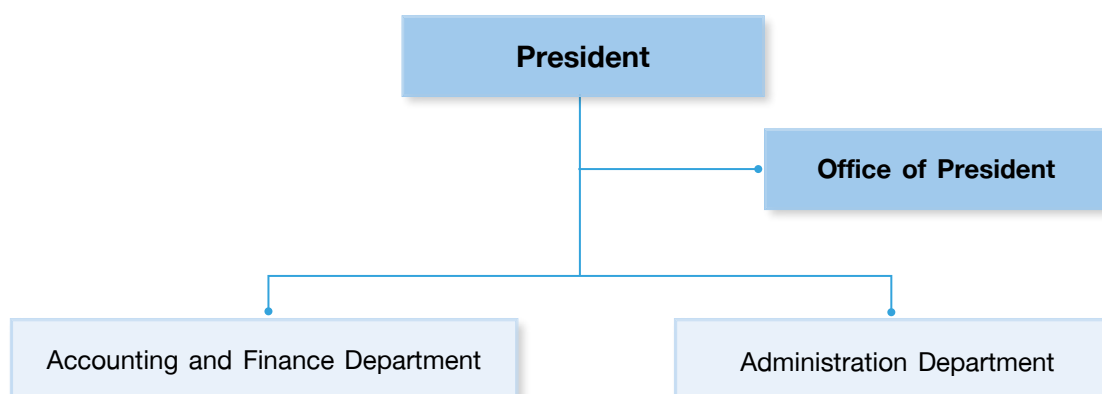 President
Office of President
Accounting and Finance Department
Administration Department